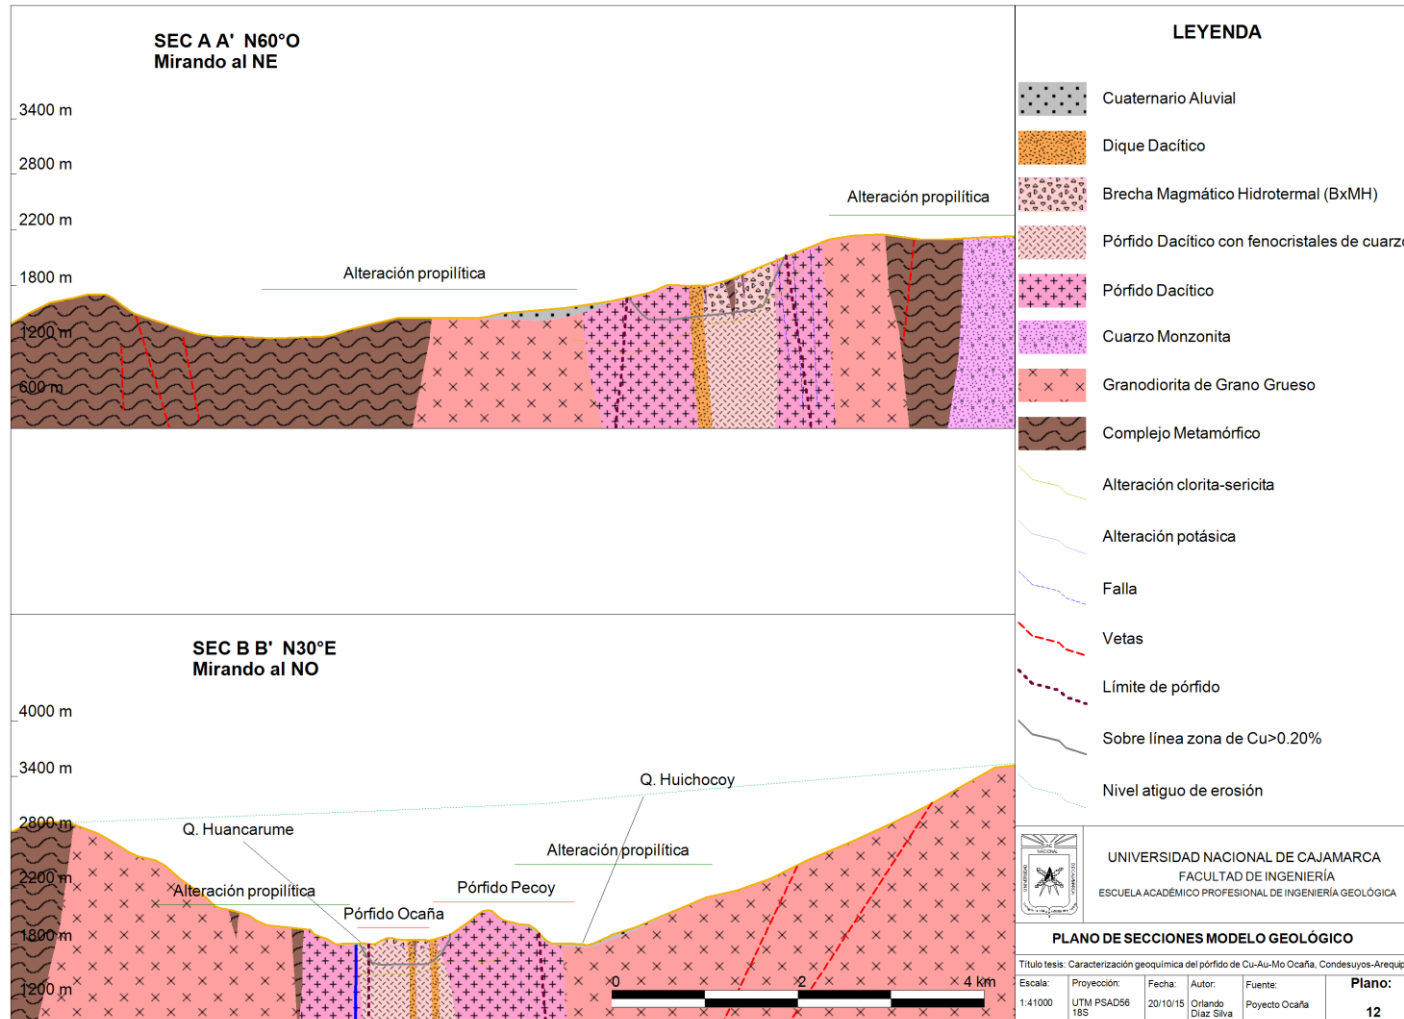 SEC A A' N60°O
Mirando al NE
3400 m
2800 m
2200 m
1800 m
1200 m
600 m
Alteración propilítica
Alteración propilítica
SEC B B' N30°E
Mirando al NO
4000 m
3400 m
2800 m
2200 m
1800 m
1200 m
Q. Huancarume
Q. Huichocoy
Alteración propilítica
Alteración propilítica
Pórfido Pecoy
Pórfido Ocaña
0 2 4 km
LEYENDA
Cuaternario Aluvial
Dique Dacítico
Brecha Magmático Hidrotermal (BxMH)
Pórfido Dacítico con fenocristales de cuarzo
Pórfido Dacítico
Cuarzo Monzonita
Granodiorita de Grano Grueso
Complejo Metamórfico
Alteración clorita-sericita
Alteración potásica
Falla
Vetas
Límite de pórfido
Sobre línea zona de Cu>0.20%
Nivel atiguo de erosión
UNIVERSIDAD NACIONAL DE CAJAMARCA
FACULTAD DE INGENIERÍA
ESCUELA ACADÉMICO PROFESIONAL DE INGENIERÍA GEOLÓGICA
PLANO DE SECCIONES MODELO GEOLÓGICO
Título tesis: Caracterización geoquímica del pórfido de Cu-Au-Mo Ocaña, Condesuyos-Arequip
Escala:
1:41000
Proyección:
UTM PSAD56
18S
Fecha:
20/10/15
Autor:
Orlando
Díaz Silva
Fuente:
Poyecto Ocaña
Plano:
12